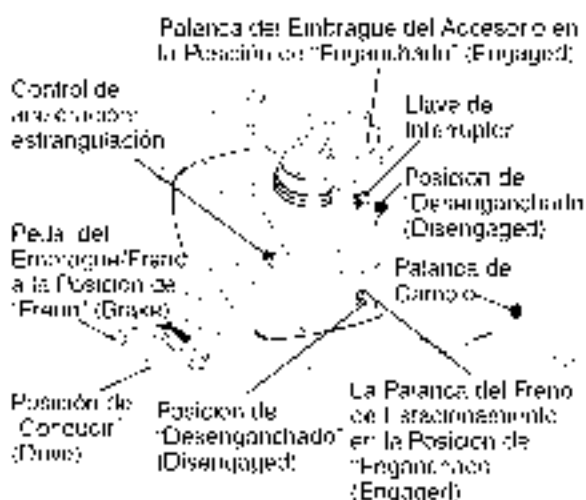 Palanca del Embrague del Accesorio en
la Posición de "Enganchado" (Engaged)
Control de
aceleración/
estrangulación
Llave de
Interruptor
Posición de
"Desenganchado"
(Disengaged)
Pedal del
Embrague/Freno
a la Posición de
"Freno" (Brake)
Palanca de
Cambio
Posición de
"Conducir"
(Drive)
Posición de
"Desenganchado"
(Disengaged)
La Palanca del Freno
de Estacionamiento
en la Posición de
"Enganchado"
(Engaged)